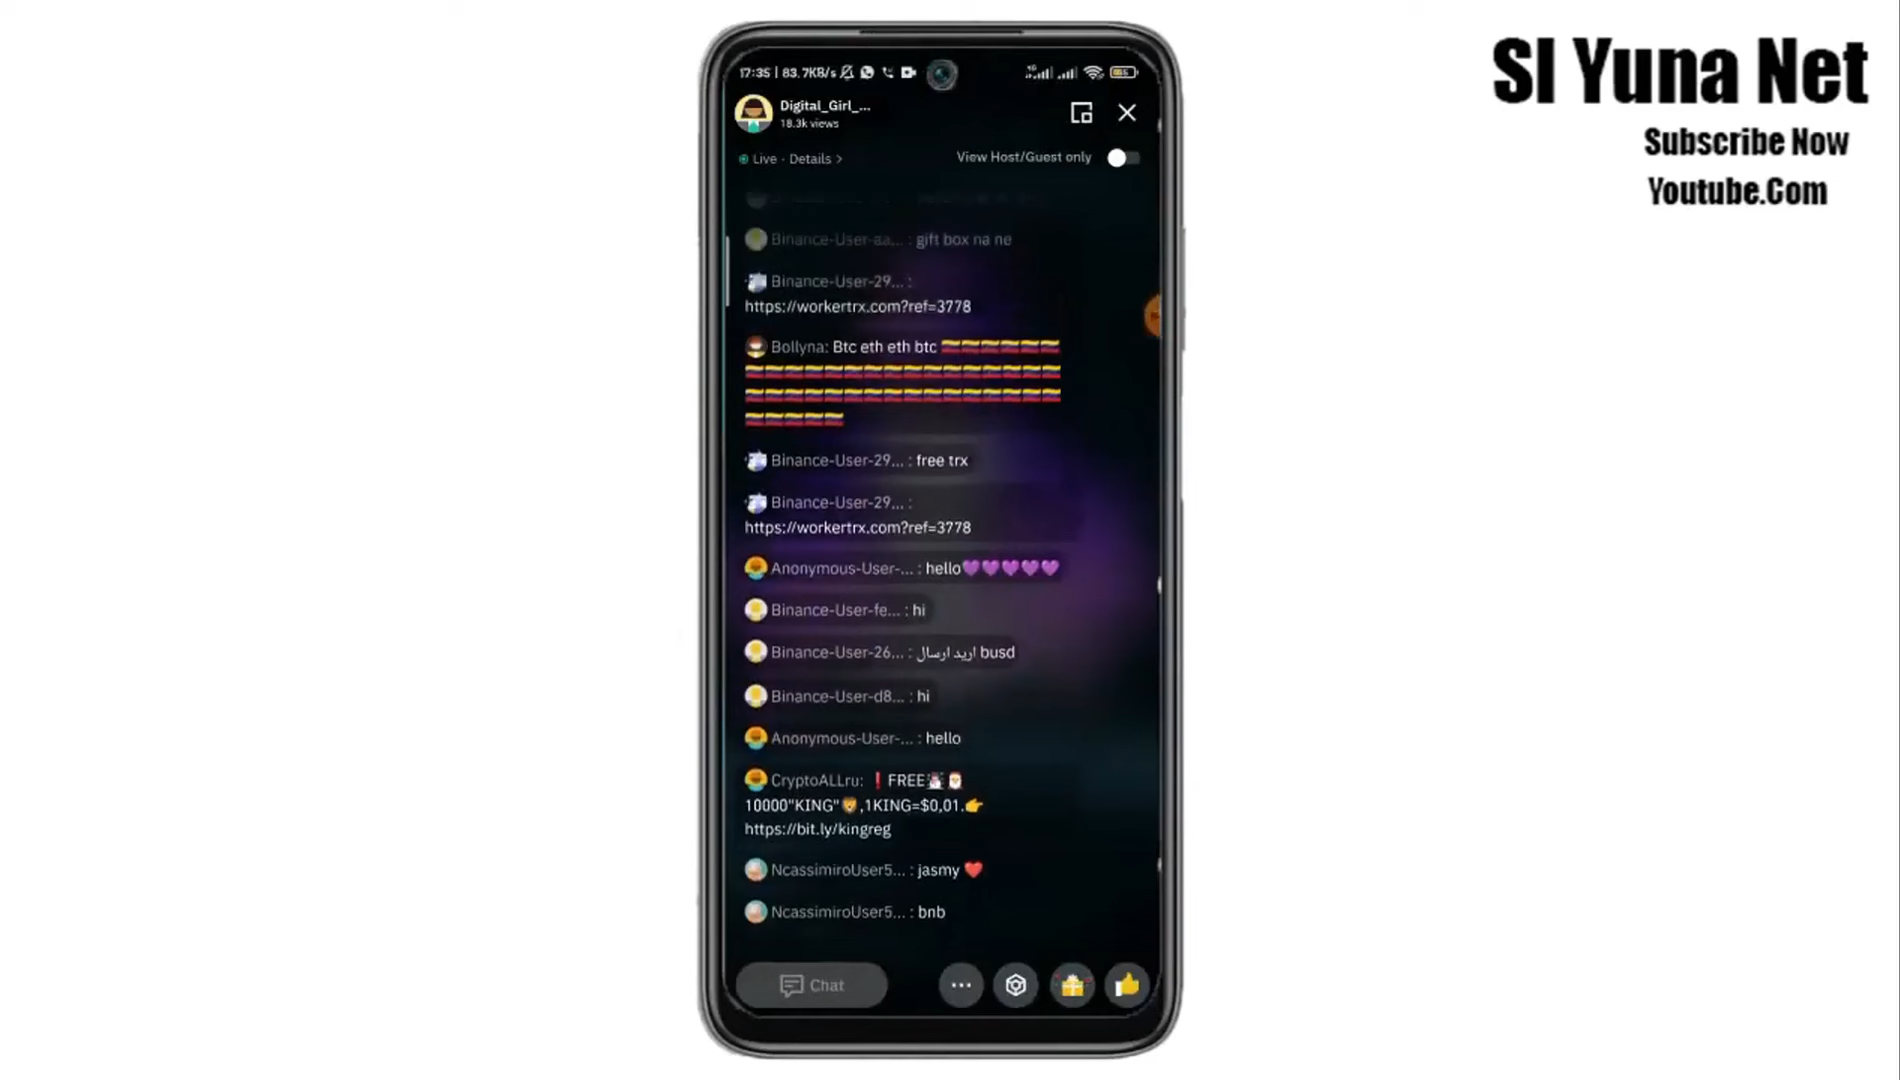 SI Yuna Net
Subscribe Now
Youtube.Com
17:35 | 83.7KB/s
Digital_Girl_...
18.3k views
Live · Details >
View Host/Guest only
Binance-User-aa... : gift box na ne
Binance-User-29... :
https://workertrx.com?ref=3778
Bollyna: Btc eth eth btc 🇻🇪🇻🇪🇻🇪🇻🇪🇻🇪🇻🇪
🇻🇪🇻🇪🇻🇪🇻🇪🇻🇪🇻🇪🇻🇪🇻🇪🇻🇪🇻🇪🇻🇪🇻🇪🇻🇪🇻🇪🇻🇪🇻🇪
🇻🇪🇻🇪🇻🇪🇻🇪🇻🇪🇻🇪🇻🇪🇻🇪🇻🇪🇻🇪🇻🇪🇻🇪🇻🇪🇻🇪🇻🇪🇻🇪
🇻🇪🇻🇪🇻🇪🇻🇪🇻🇪
Binance-User-29... : free trx
Binance-User-29... :
https://workertrx.com?ref=3778
Anonymous-User-... : hello💜💜💜💜💜
Binance-User-fe... : hi
Binance-User-26... : اريد ارسال busd
Binance-User-d8... : hi
Anonymous-User-... : hello
CryptoALLru: ❗FREE☃️🎅
10000"KING"🦁,1KING=$0,01.👉
https://bit.ly/kingreg
NcassimiroUser5... : jasmy ❤️
NcassimiroUser5... : bnb
Chat